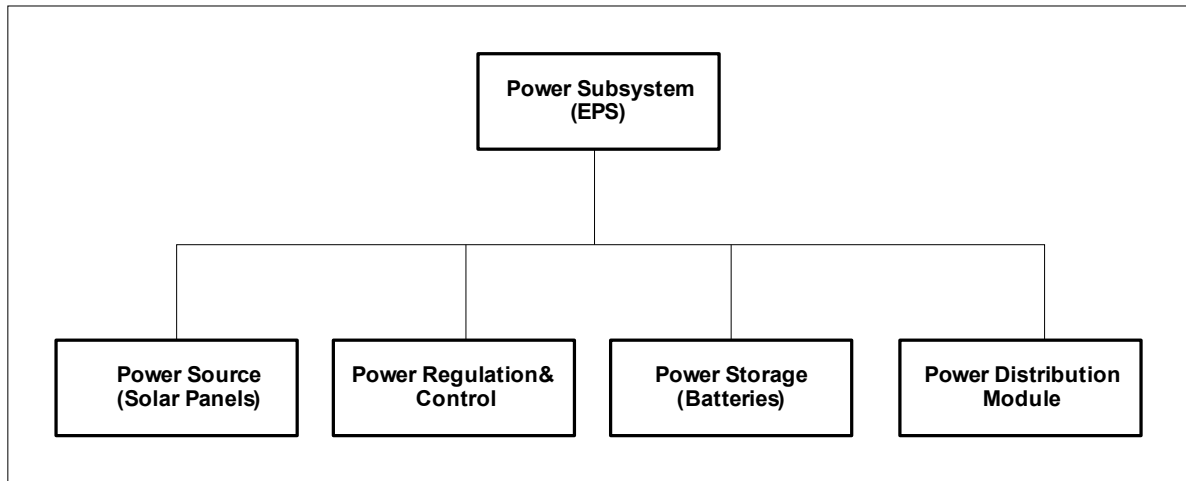 Power Subsystem
(EPS)
Power Source
(Solar Panels)
Power Regulation&
Control
Power Storage
(Batteries)
Power Distribution
Module